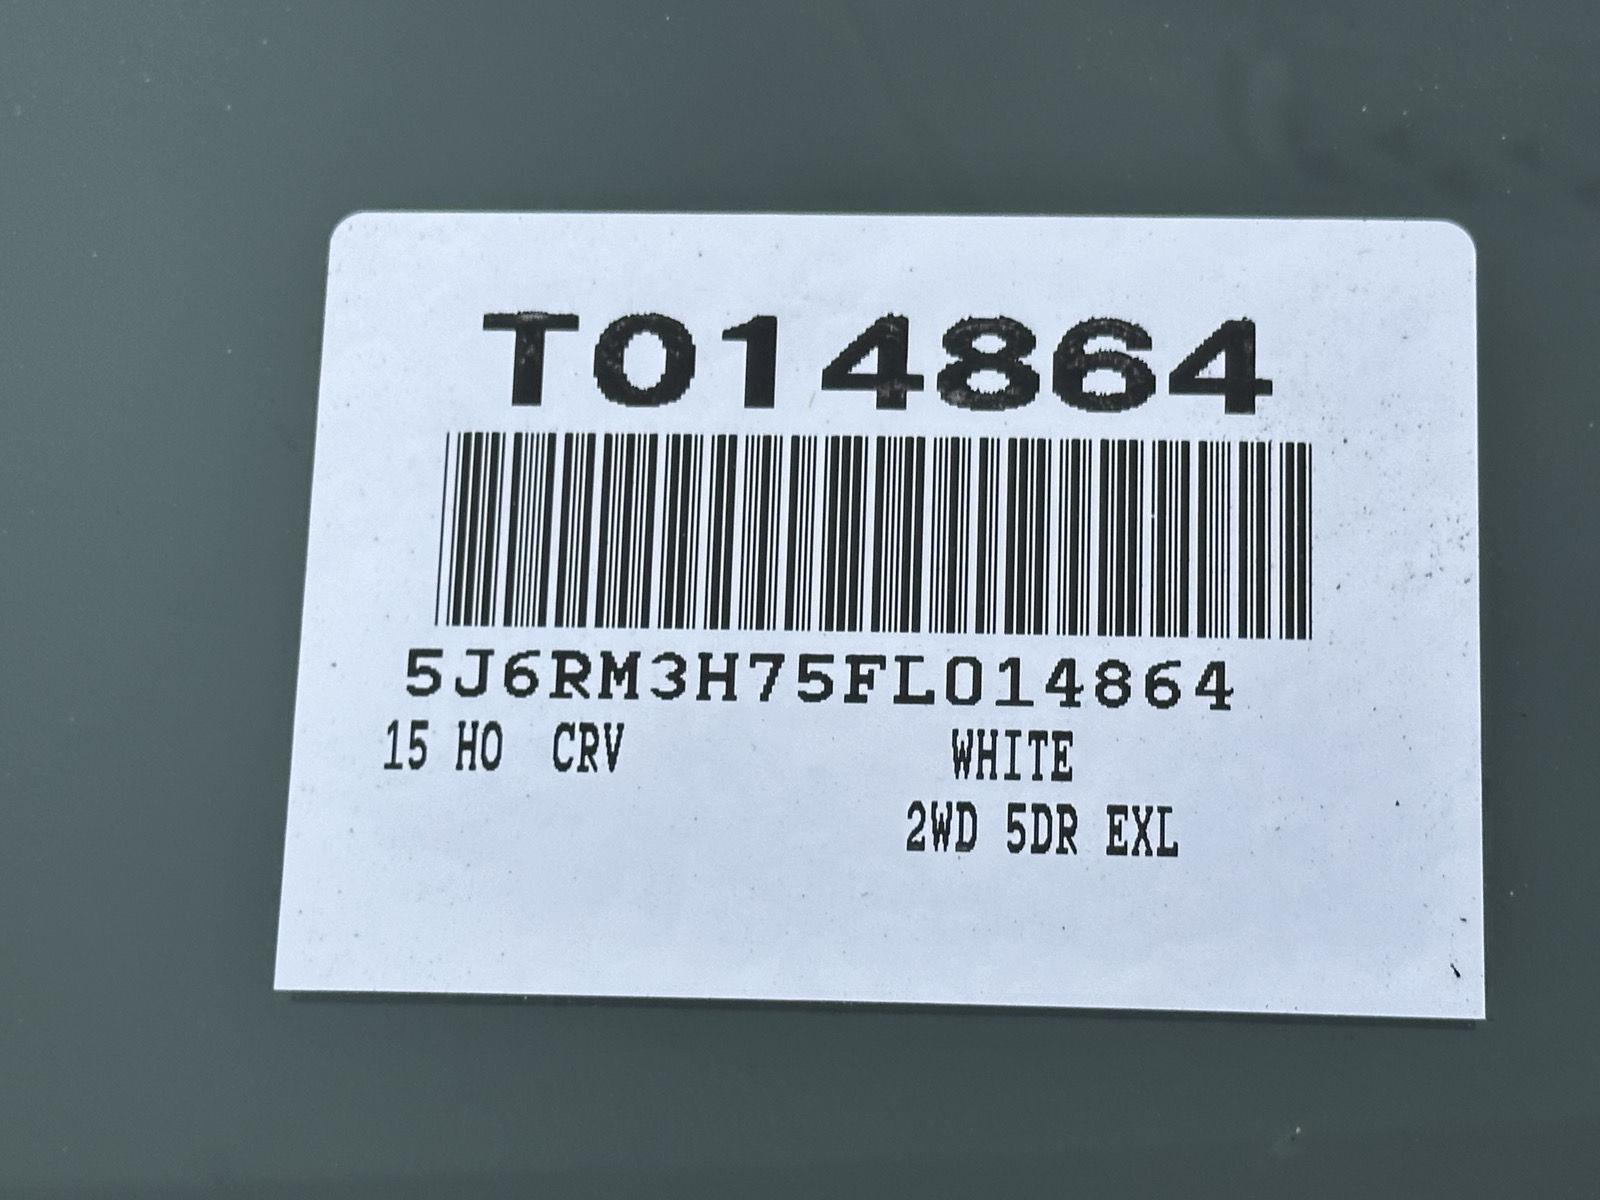 T014864
5J6RM3H75FL014864
15 HO CRV WHITE
2WD 5DR EXL